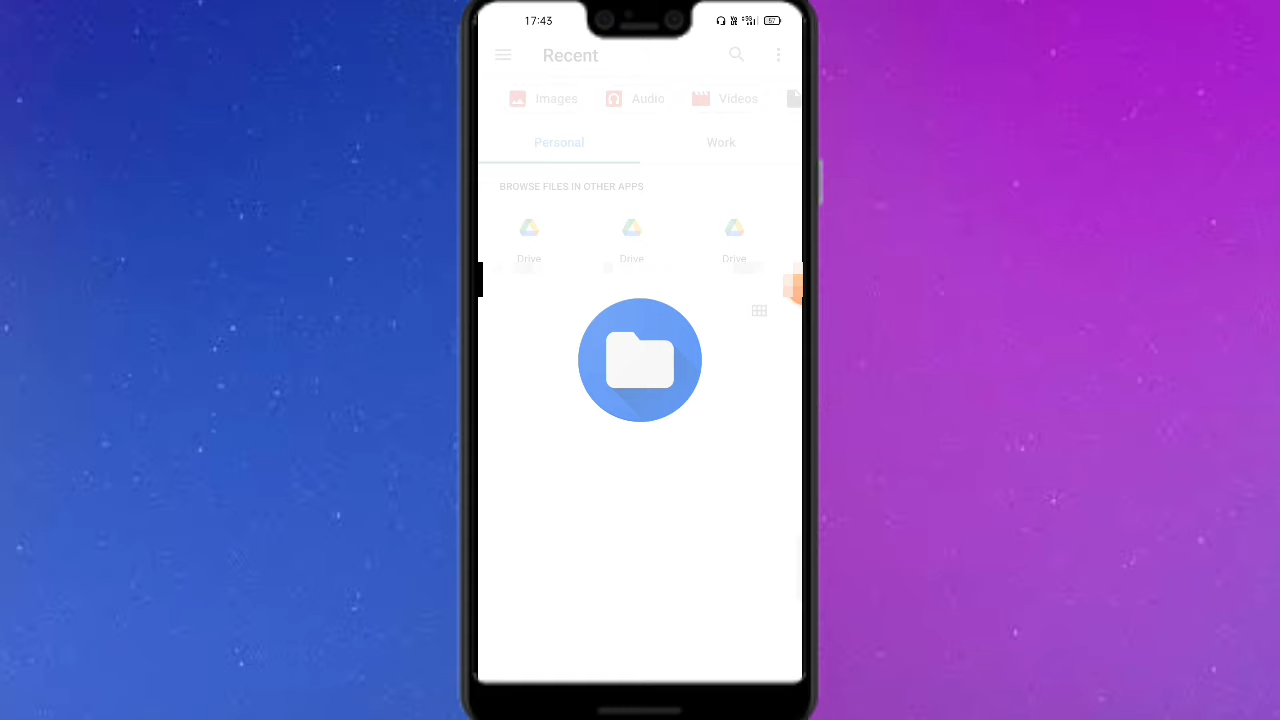 17:43
Recent
Images Audio Videos
Personal Work
BROWSE FILES IN OTHER APPS
Drive Drive Drive